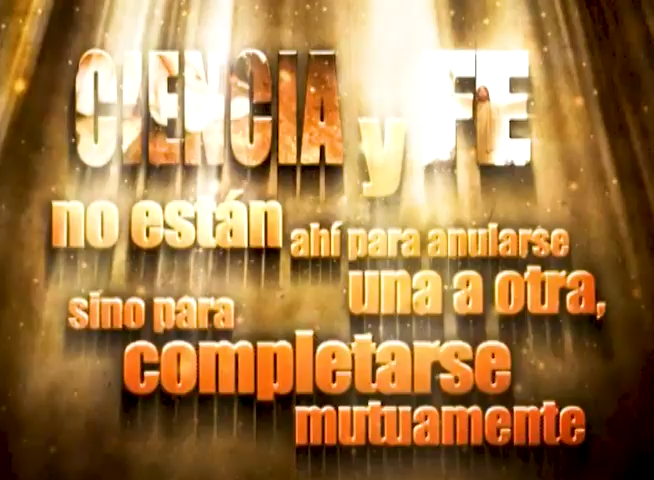 CIENCIA y FE
no están ahí para anularse
una a otra,
sino para
completarse
mutuamente